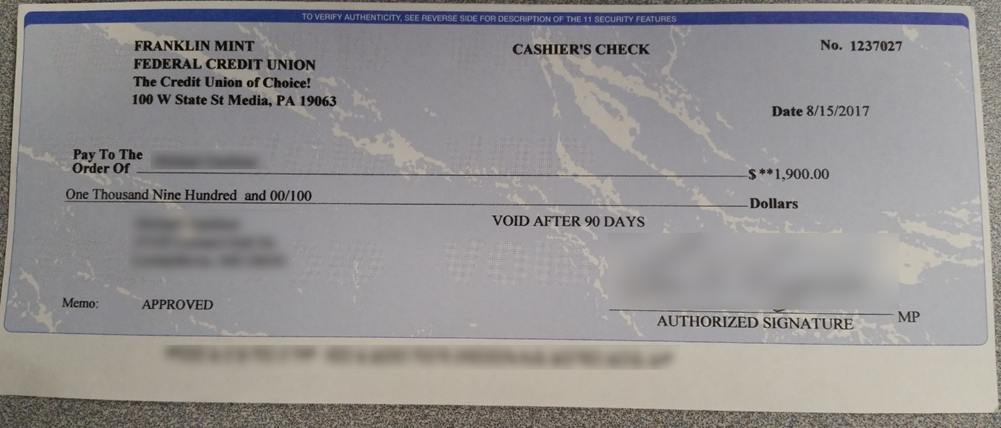 TO VERIFY AUTHENTICITY, SEE REVERSE SIDE FOR DESCRIPTION OF THE 11 SECURITY FEATURES
FRANKLIN MINT
FEDERAL CREDIT UNION
The Credit Union of Choice!
100 W State St Media, PA 19063
CASHIER'S CHECK
No. 1237027
Date 8/15/2017
Pay To The
Order Of
$ **1,900.00
One Thousand Nine Hundred and 00/100
Dollars
VOID AFTER 90 DAYS
Memo: APPROVED
AUTHORIZED SIGNATURE
MP